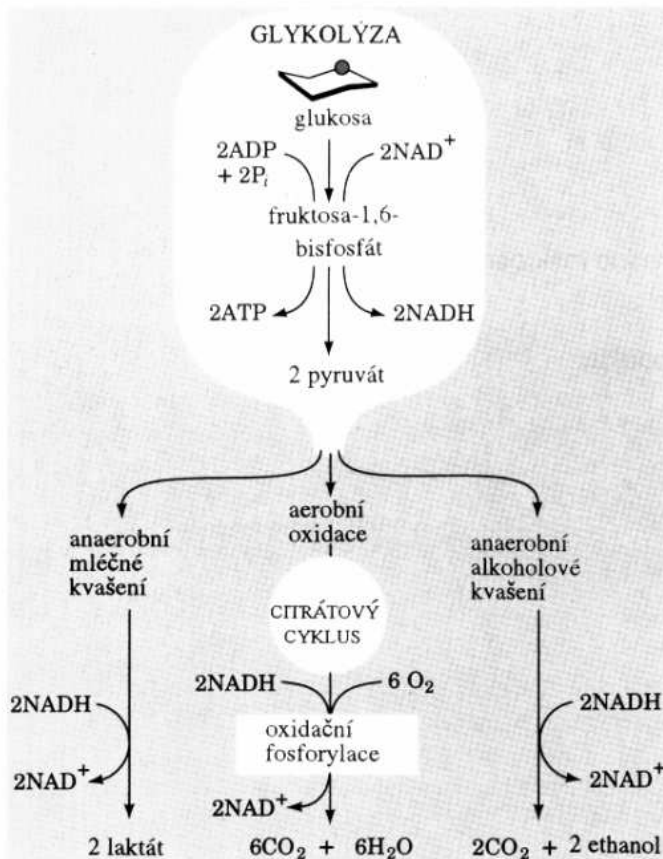 GLYKOLÝZA
glukosa
2ADP
+ 2Pi
2NAD+
fruktosa-1,6-
bisfosfát
2ATP
2NADH
2 pyruvát
anaerobní
mléčné
kvašení
aerobní
oxidace
anaerobní
alkoholové
kvašení
CITRÁTOVÝ
CYKLUS
2NADH
6 O2
oxidační
fosforylace
2NAD+
2NADH
2NAD+
2NADH
2NAD+
2 laktát
6CO2 + 6H2O
2CO2 + 2 ethanol